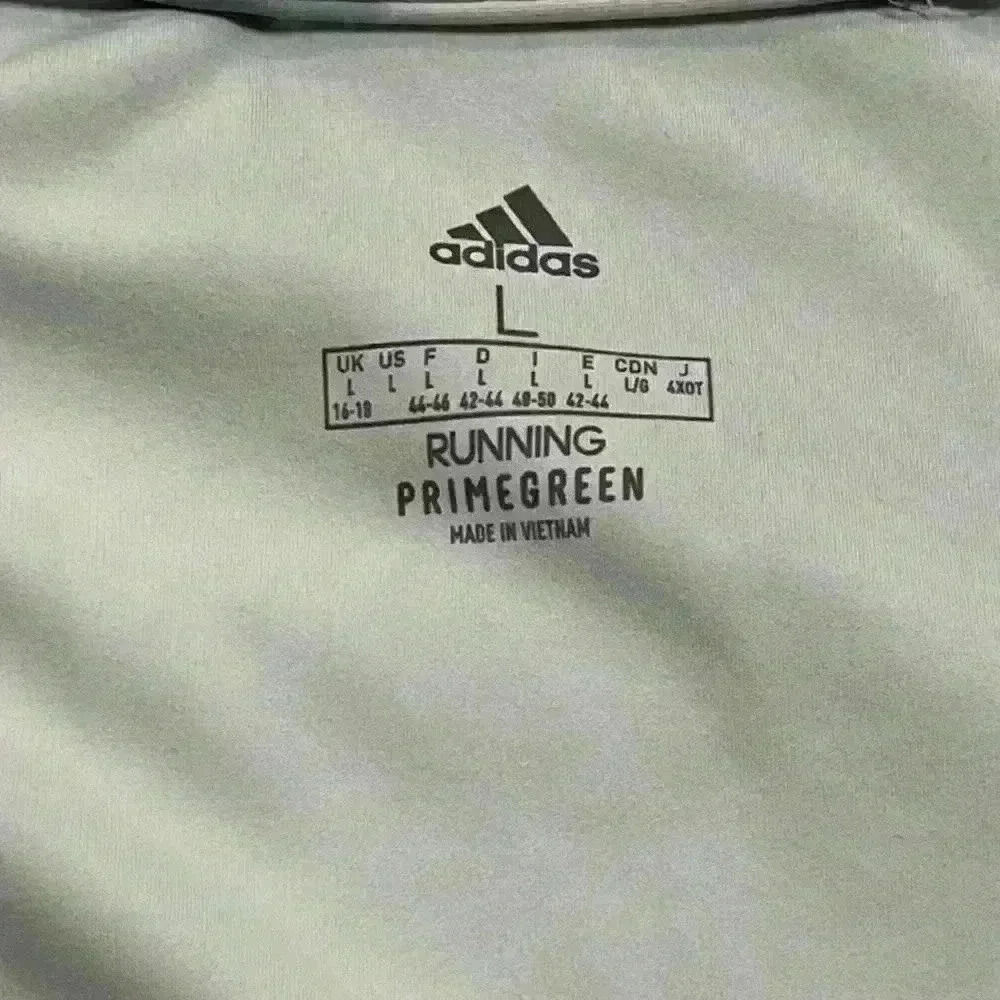 adidas
L
UK US F D I E CDN J
L L L L L L L/G 4XOT
16-18 44-46 42-44 48-50 42-44
RUNNING
PRIMEGREEN
MADE IN VIETNAM